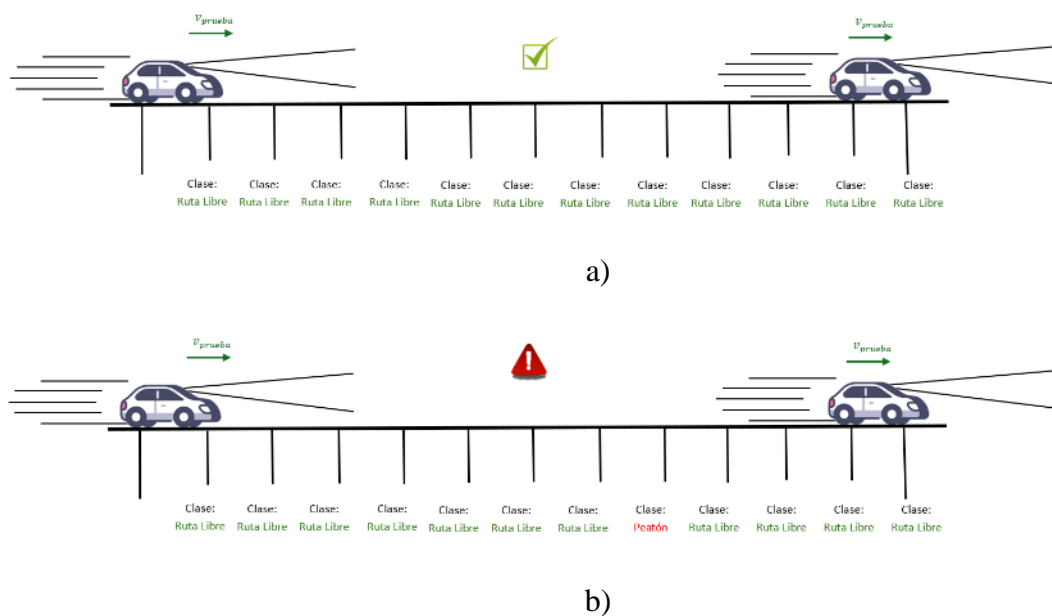 v_prueba v_prueba
Clase: Clase: Clase: Clase: Clase: Clase: Clase: Clase: Clase: Clase: Clase: Clase:
Ruta Libre Ruta Libre Ruta Libre Ruta Libre Ruta Libre Ruta Libre Ruta Libre Ruta Libre Ruta Libre Ruta Libre Ruta Libre Ruta Libre
a)
!
v_prueba v_prueba
Clase: Clase: Clase: Clase: Clase: Clase: Clase: Clase: Clase: Clase: Clase: Clase:
Ruta Libre Ruta Libre Ruta Libre Ruta Libre Ruta Libre Ruta Libre Ruta Libre Peatón Ruta Libre Ruta Libre Ruta Libre Ruta Libre
b)